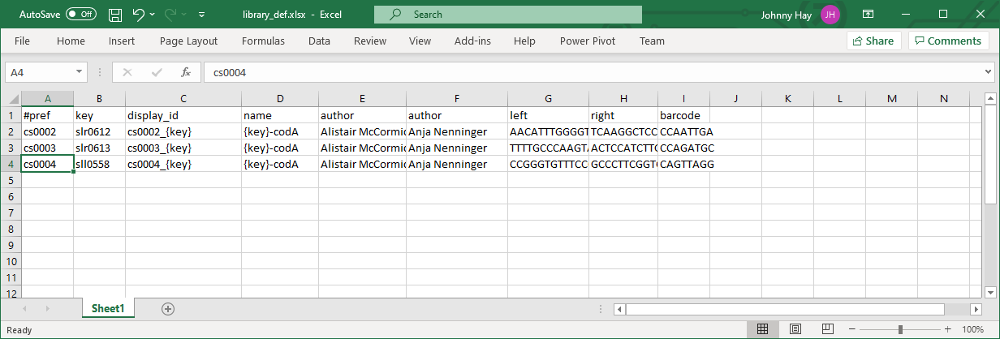 AutoSave Off library_def.xlsx - Excel Search Johnny Hay JH
File Home Insert Page Layout Formulas Data Review View Add-ins Help Power Pivot Team Share Comments
A4 fx cs0004
A B C D E F G H I J K L M N
1 #pref key display_id name author author left right barcode
2 cs0002 slr0612 cs0002_{key} {key}-codA Alistair McCormic Anja Nenninger AACATTTGGGGT TCAAGGCTCC CCAATTGA
3 cs0003 slr0613 cs0003_{key} {key}-codA Alistair McCormic Anja Nenninger TTTTGCCCAAGTA ACTCCATCTTG CCAGATGC
4 cs0004 sll0558 cs0004_{key} {key}-codA Alistair McCormic Anja Nenninger CCGGGTGTTTCC GCCCTTCGGT CAGTTAGG
5
6
7
8
9
10
11
12
Sheet1
Ready 100%